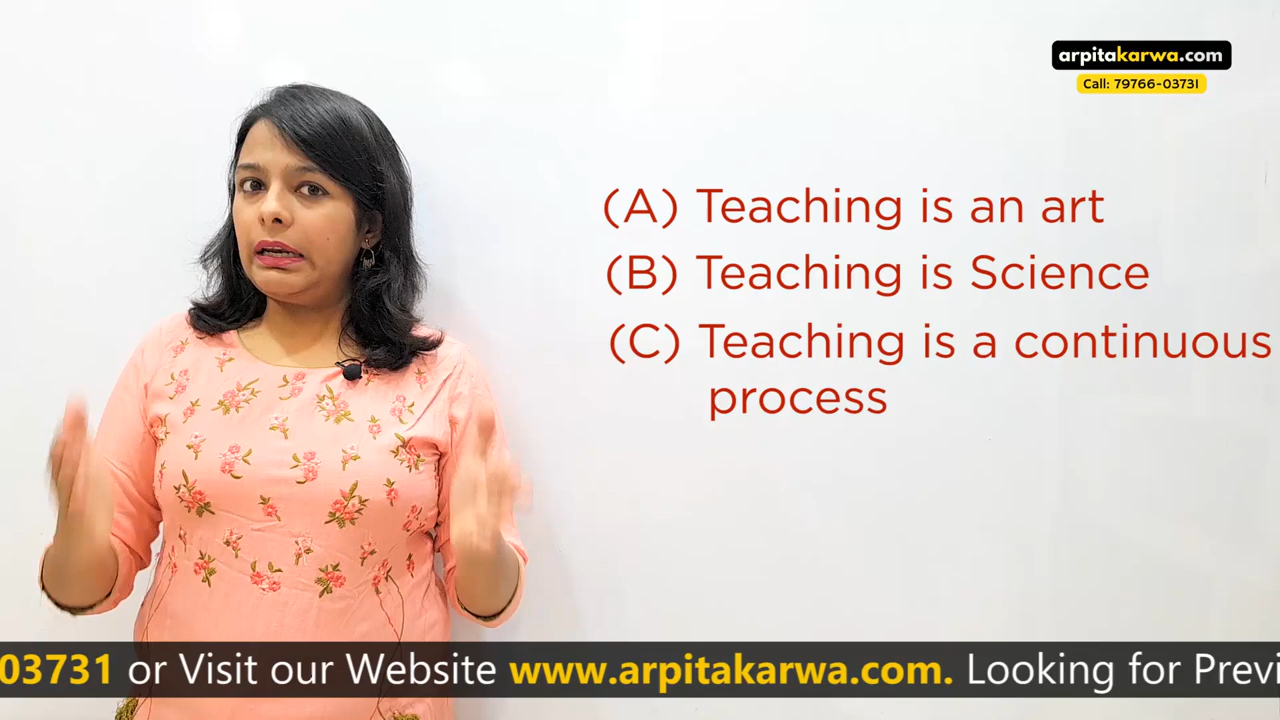 arpitakarwa.com
Call: 79766-03731
(A) Teaching is an art
(B) Teaching is Science
(C) Teaching is a continuous
process
03731 or Visit our Website www.arpitakarwa.com. Looking for Previ